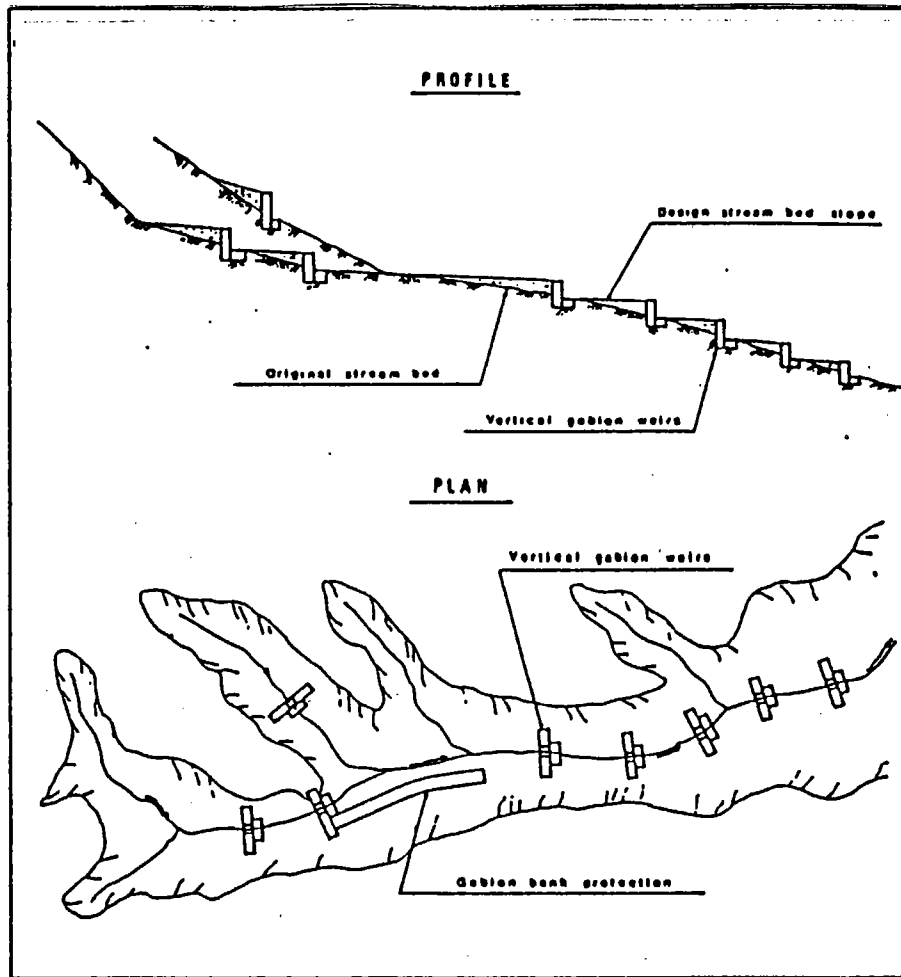 PROFILE
Design stream bed slope
Original stream bed
Vertical gabion weirs
PLAN
Vertical gabion weirs
Gabion bank protection